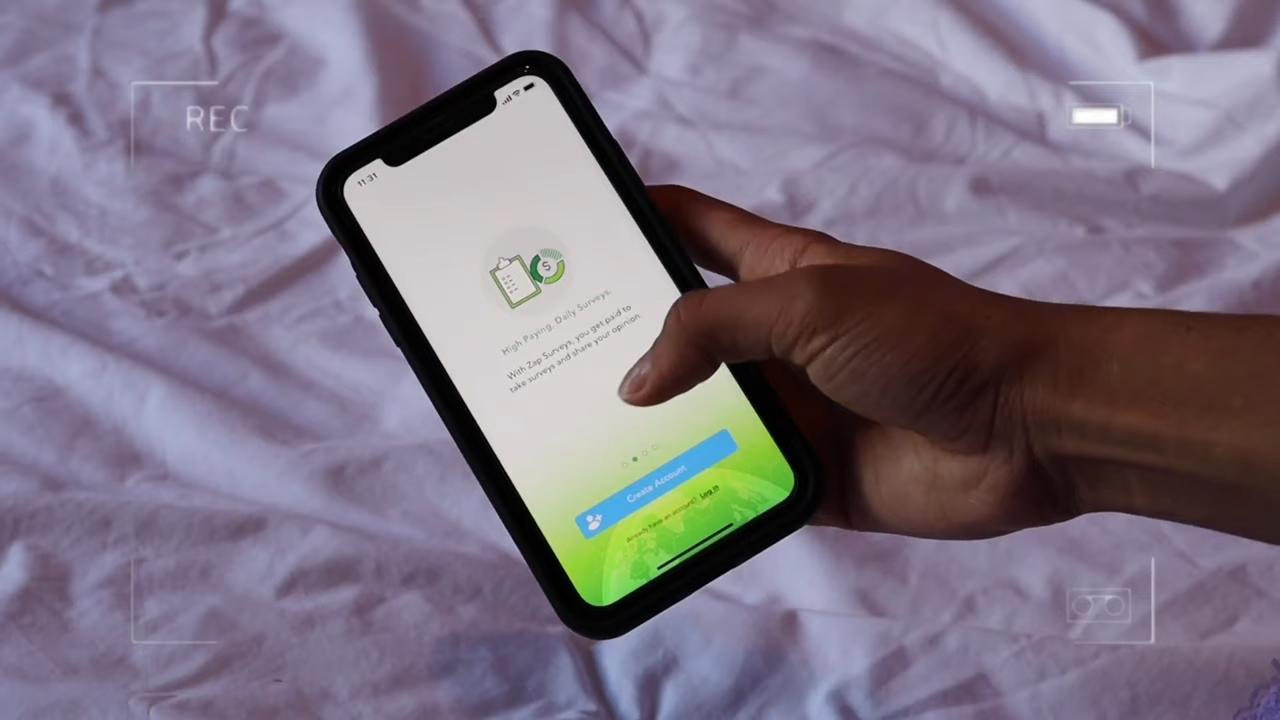 REC
11:31
$
High Paying. Daily Surveys.
With Zap Surveys, you get paid to
take surveys and share your opinion.
Create Account
Already have an account? Log In